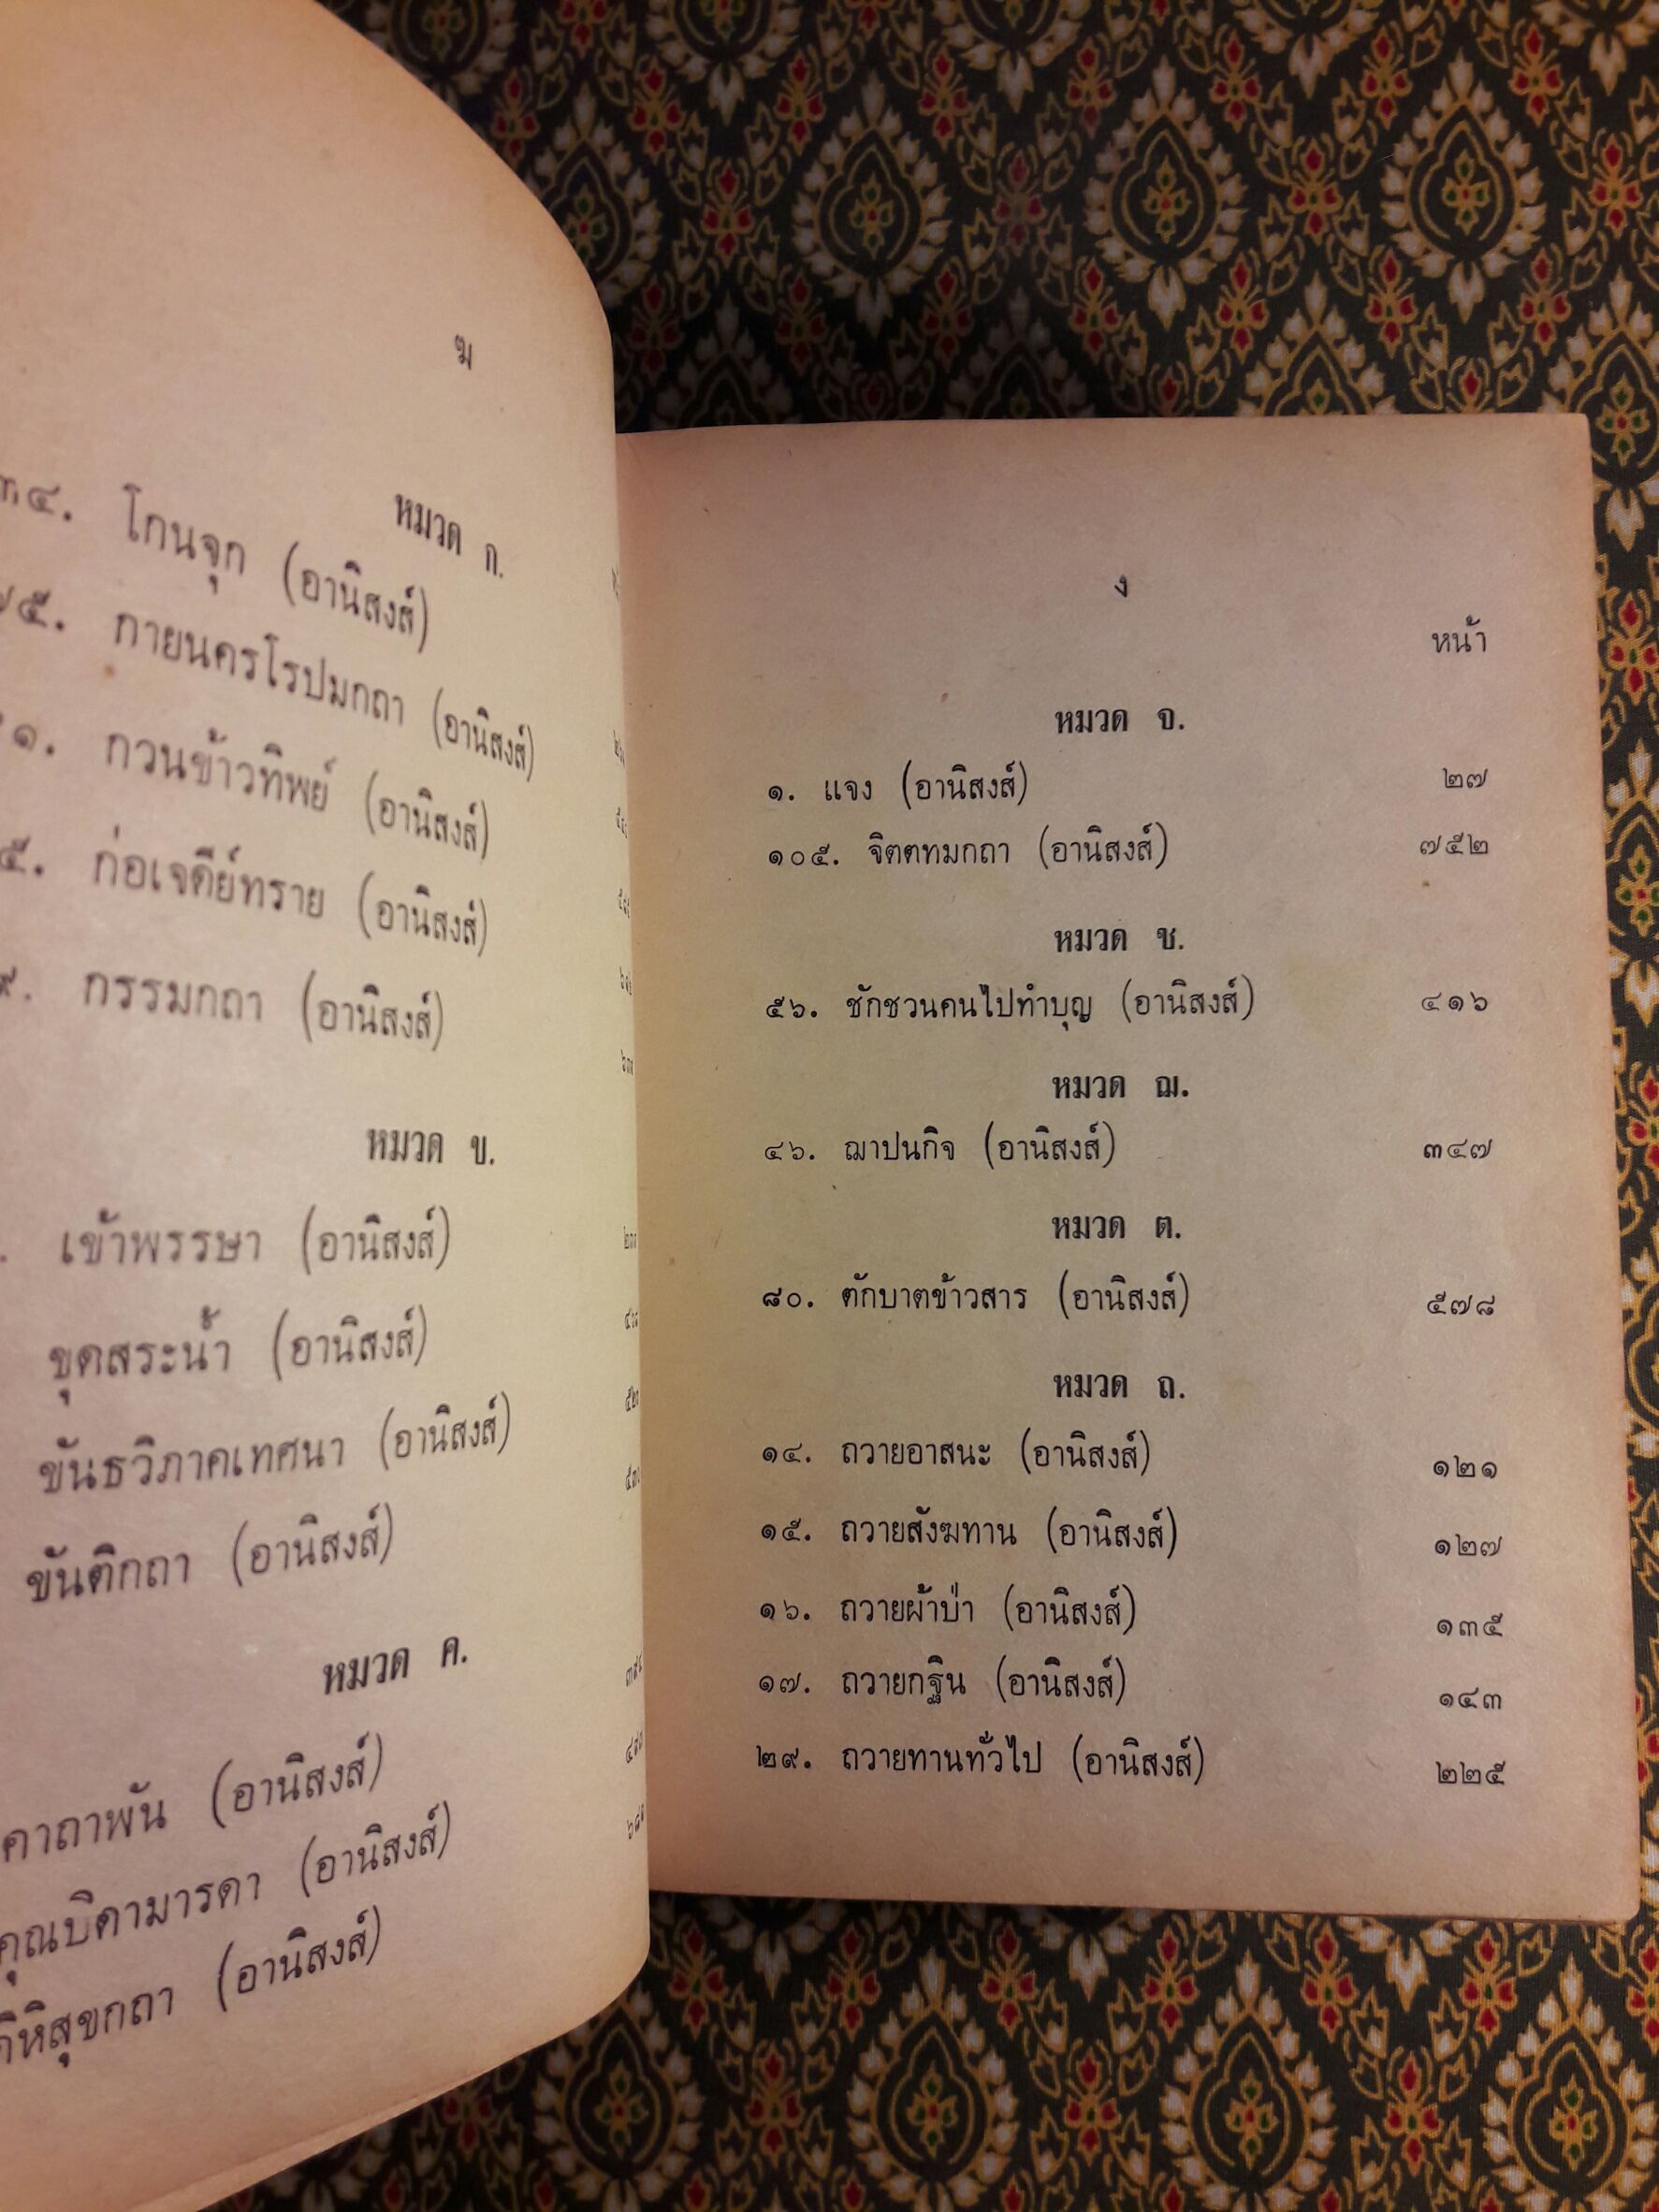 ฆ
หมวด ก.
๓๔. โกนจุก (อานิสงส์)
๗๕. กายนครโรปมกถา (อานิสงส์)
๑. กวนข้าวทิพย์ (อานิสงส์)
๕. ก่อเจดีย์ทราย (อานิสงส์)
๙. กรรมกถา (อานิสงส์)
หมวด ข.
เข้าพรรษา (อานิสงส์)
ขุดสระน้ำ (อานิสงส์)
ขันธวิภาคเทศนา (อานิสงส์)
ขันติกถา (อานิสงส์)
หมวด ค.
คาถาพัน (อานิสงส์)
คุณบิดามารดา (อานิสงส์)
คิหิสุขกถา (อานิสงส์)
ง
หน้า
หมวด จ.
๑. แจง (อานิสงส์) ๒๗
๑๐๕. จิตตทมกถา (อานิสงส์) ๗๕๒
หมวด ช.
๕๖. ชักชวนคนไปทำบุญ (อานิสงส์) ๔๑๖
หมวด ฌ.
๔๖. ฌาปนกิจ (อานิสงส์) ๓๔๗
หมวด ต.
๘๐. ตักบาตข้าวสาร (อานิสงส์) ๕๗๘
หมวด ถ.
๑๔. ถวายอาสนะ (อานิสงส์) ๑๒๑
๑๕. ถวายสังฆทาน (อานิสงส์) ๑๒๗
๑๖. ถวายผ้าป่า (อานิสงส์) ๑๓๕
๑๗. ถวายกฐิน (อานิสงส์) ๑๔๓
๒๙. ถวายทานทั่วไป (อานิสงส์) ๒๒๕